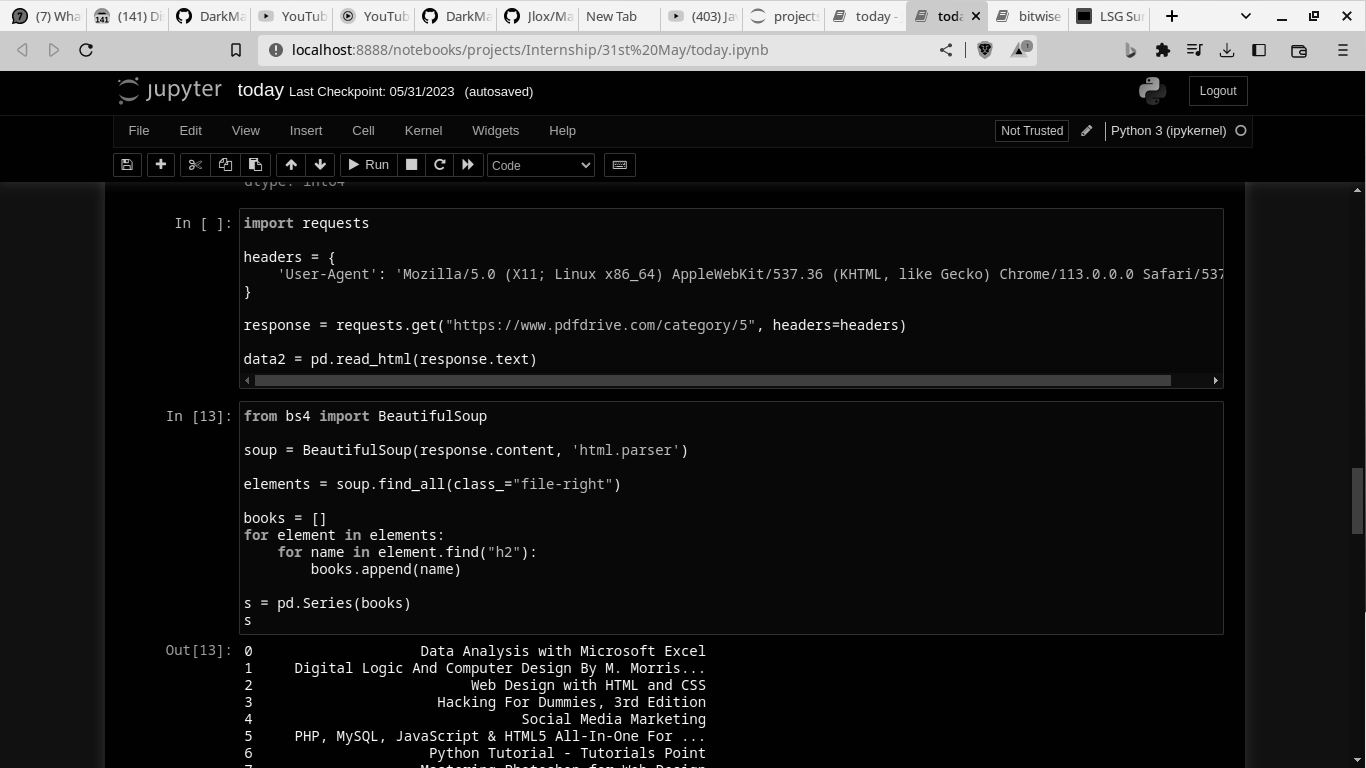 (7) Wha
(141) Di
DarkMa
YouTub
YouTub
DarkMa
Jlox/Ma
New Tab
(403) Ja
project:
today -
toda
bitwise
LSG Sur
localhost:8888/notebooks/projects/Internship/31st%20May/today.ipynb
1
jupyter today Last Checkpoint: 05/31/2023 (autosaved)
Logout
File Edit View Insert Cell Kernel Widgets Help
Not Trusted
Python 3 (ipykernel)
Run
Code
dtype: int64
In [ ]:
import requests
headers = {
'User-Agent': 'Mozilla/5.0 (X11; Linux x86_64) AppleWebKit/537.36 (KHTML, like Gecko) Chrome/113.0.0.0 Safari/537
}
response = requests.get("https://www.pdfdrive.com/category/5", headers=headers)
data2 = pd.read_html(response.text)
In [13]:
from bs4 import BeautifulSoup
soup = BeautifulSoup(response.content, 'html.parser')
elements = soup.find_all(class_="file-right")
books = []
for element in elements:
for name in element.find("h2"):
books.append(name)
s = pd.Series(books)
s
Out[13]:
0 Data Analysis with Microsoft Excel
1 Digital Logic And Computer Design By M. Morris...
2 Web Design with HTML and CSS
3 Hacking For Dummies, 3rd Edition
4 Social Media Marketing
5 PHP, MySQL, JavaScript & HTML5 All-In-One For ...
6 Python Tutorial - Tutorials Point
7 Mastering Photoshop for Web Design